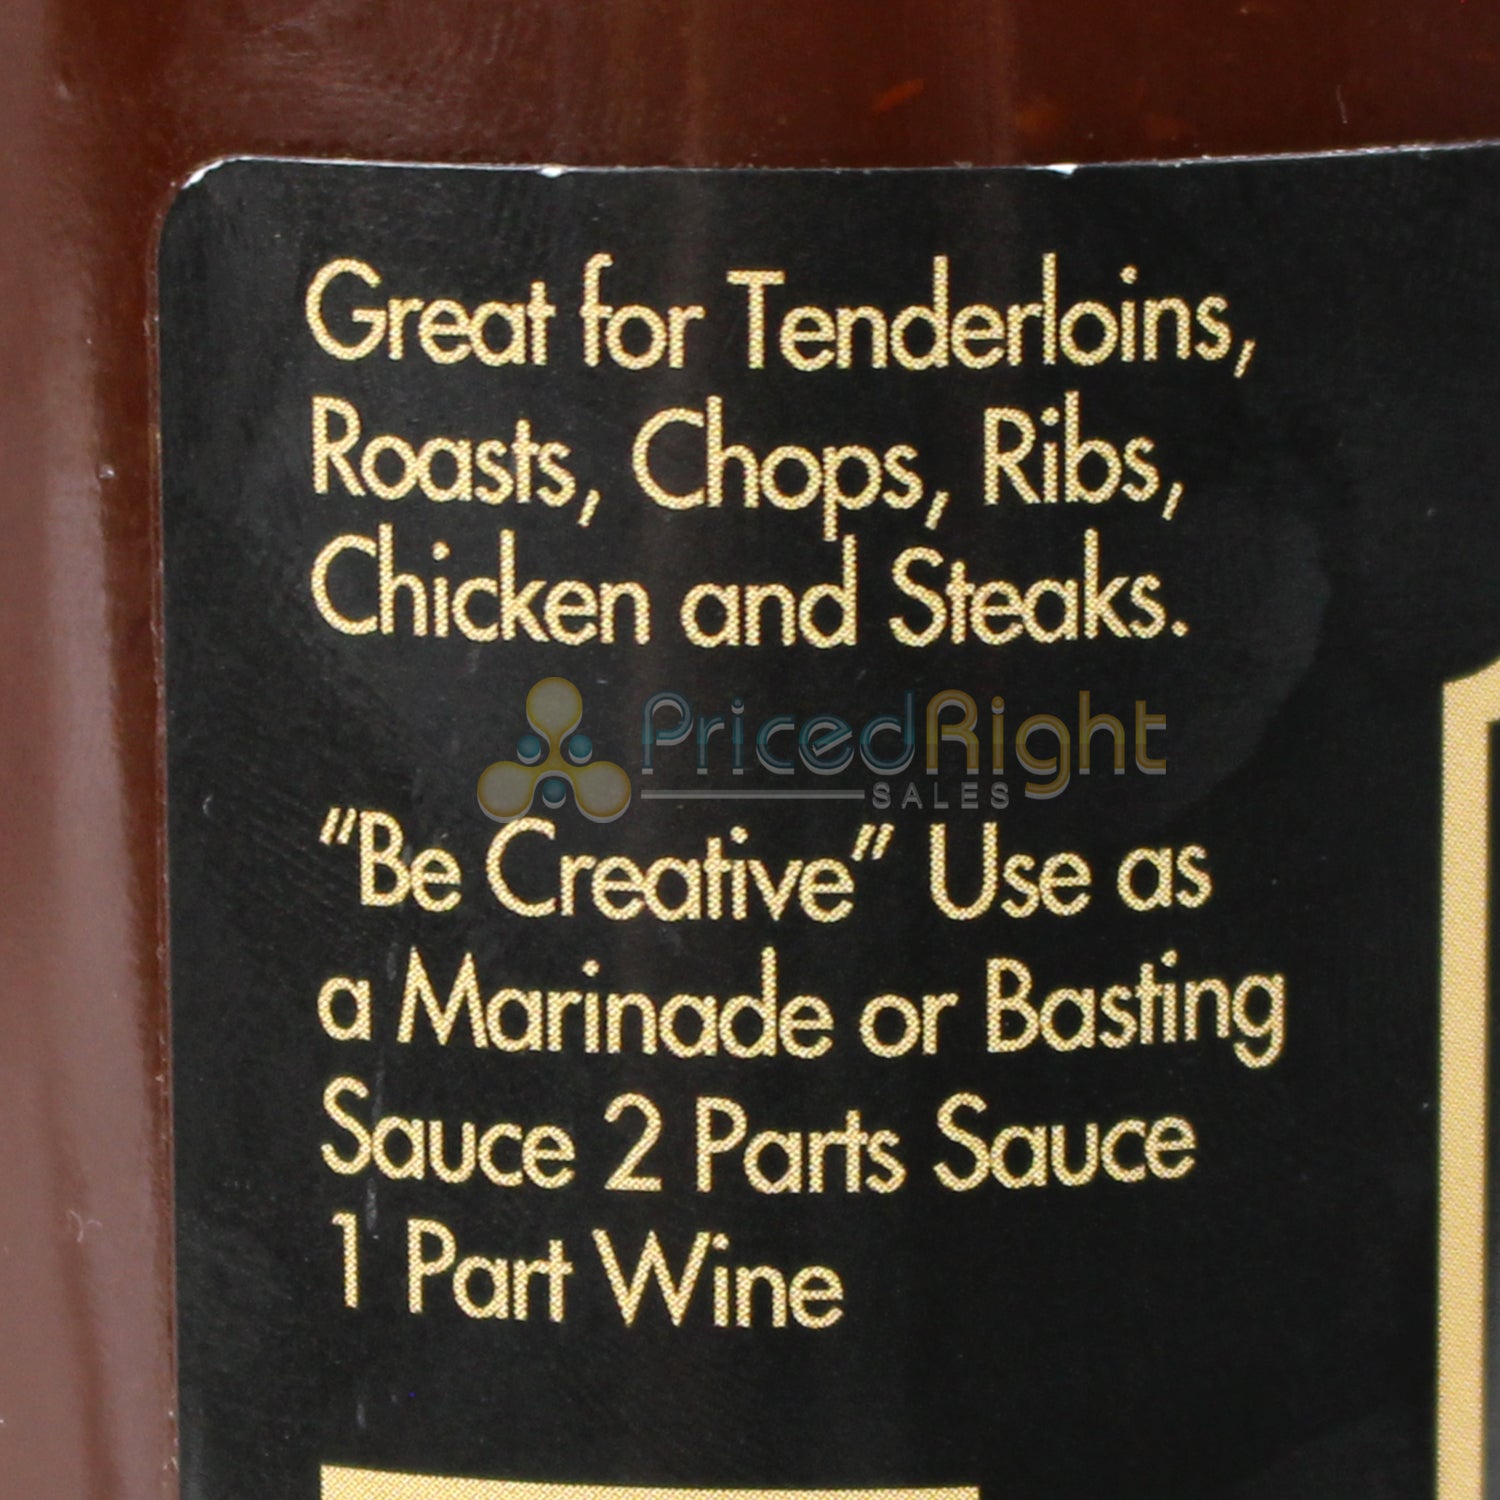 Great for Tenderloins,
Roasts, Chops, Ribs,
Chicken and Steaks.
PricedRight
SALES
"Be Creative" Use as
a Marinade or Basting
Sauce 2 Parts Sauce
1 Part Wine